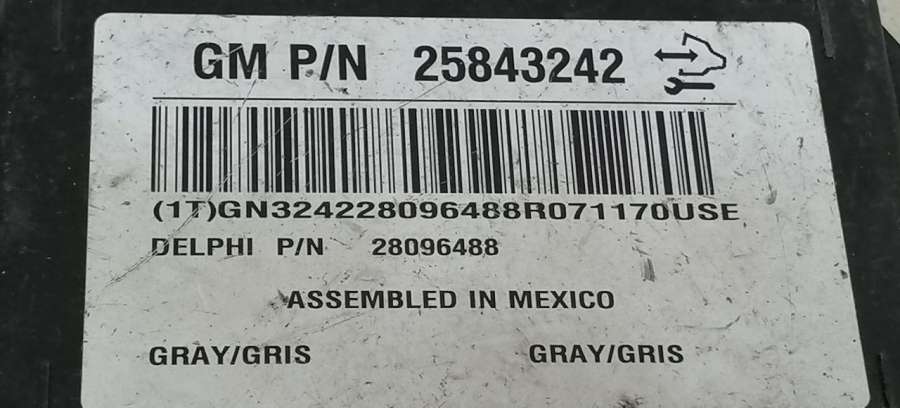 GM P/N 25843242
(1T)GN324228096488R071170USE
DELPHI P/N 28096488
ASSEMBLED IN MEXICO
GRAY/GRIS GRAY/GRIS